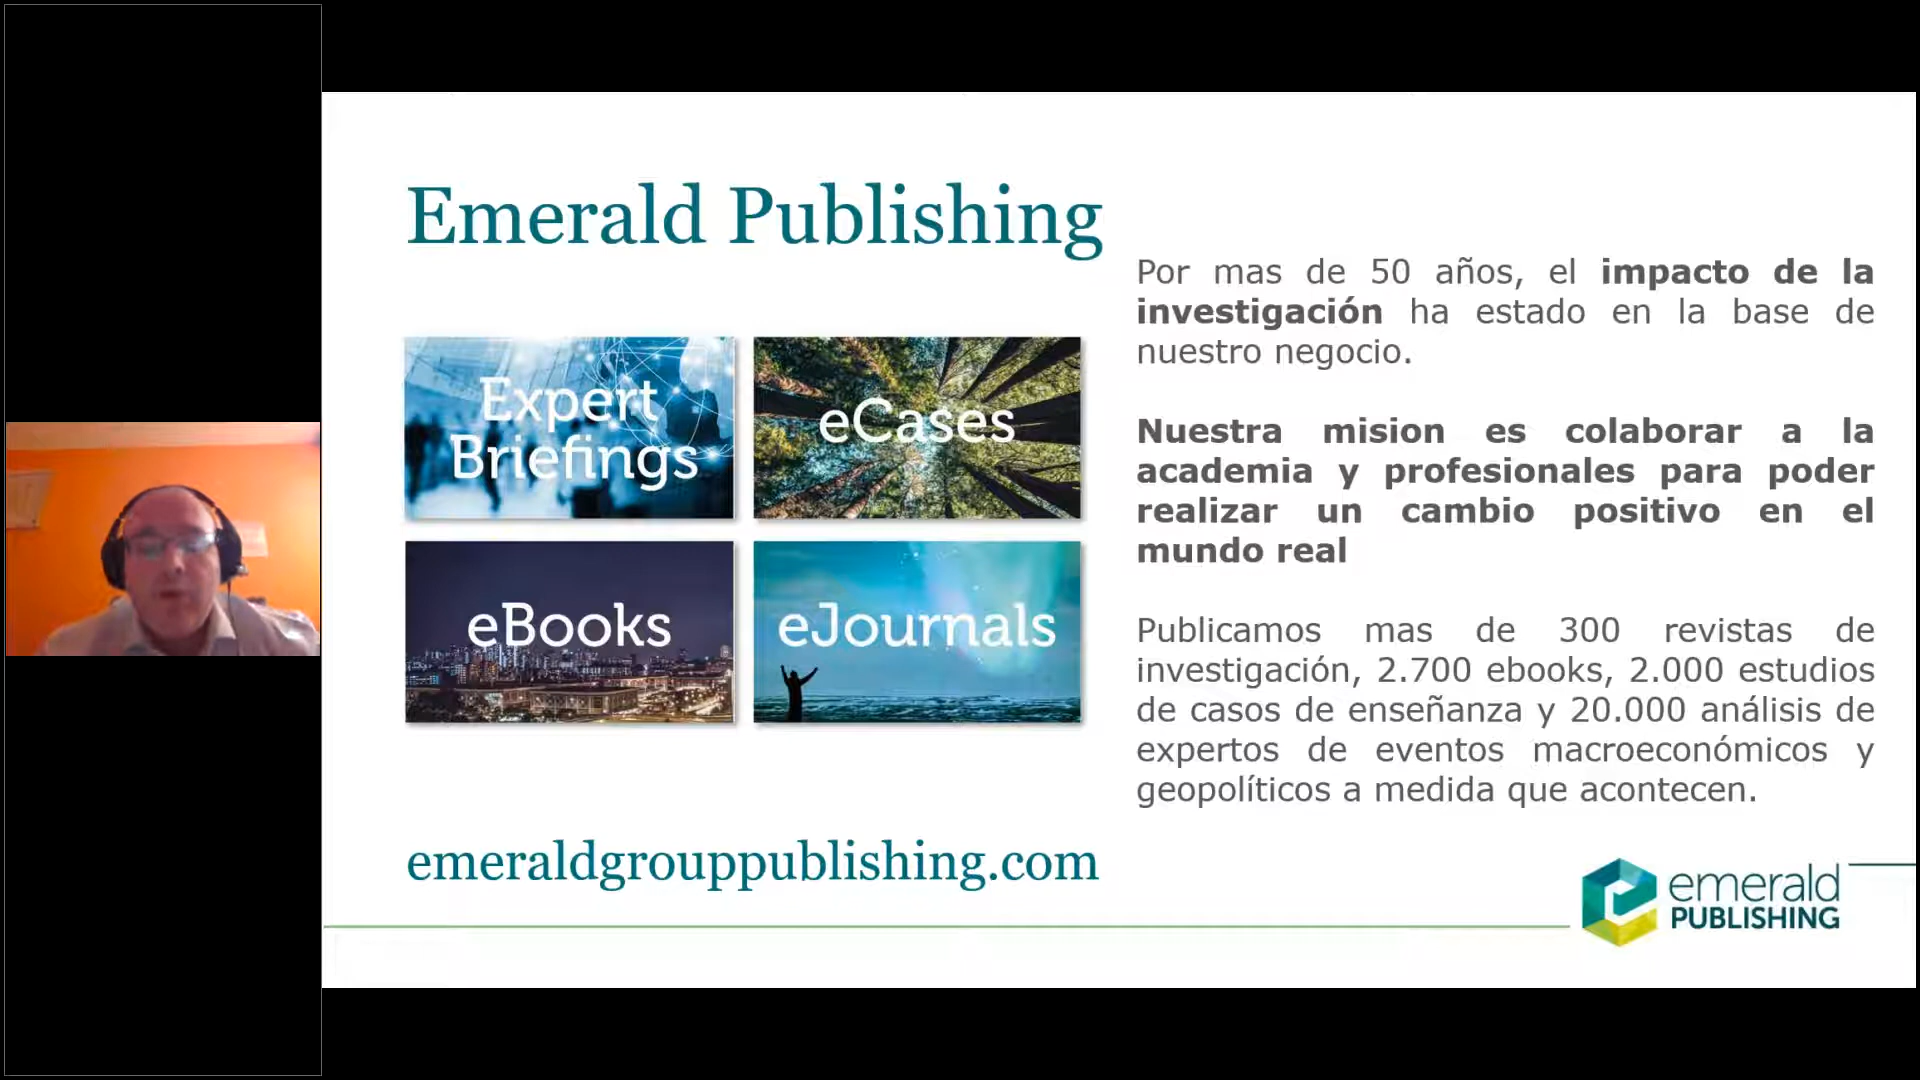 Emerald Publishing
Expert
Briefings
eCases
eBooks
eJournals
emeraldgrouppublishing.com
Por mas de 50 años, el impacto de la
investigación ha estado en la base de
nuestro negocio.
Nuestra mision es colaborar a la
academia y profesionales para poder
realizar un cambio positivo en el
mundo real
Publicamos mas de 300 revistas de
investigación, 2.700 ebooks, 2.000 estudios
de casos de enseñanza y 20.000 análisis de
expertos de eventos macroeconómicos y
geopolíticos a medida que acontecen.
emerald
PUBLISHING